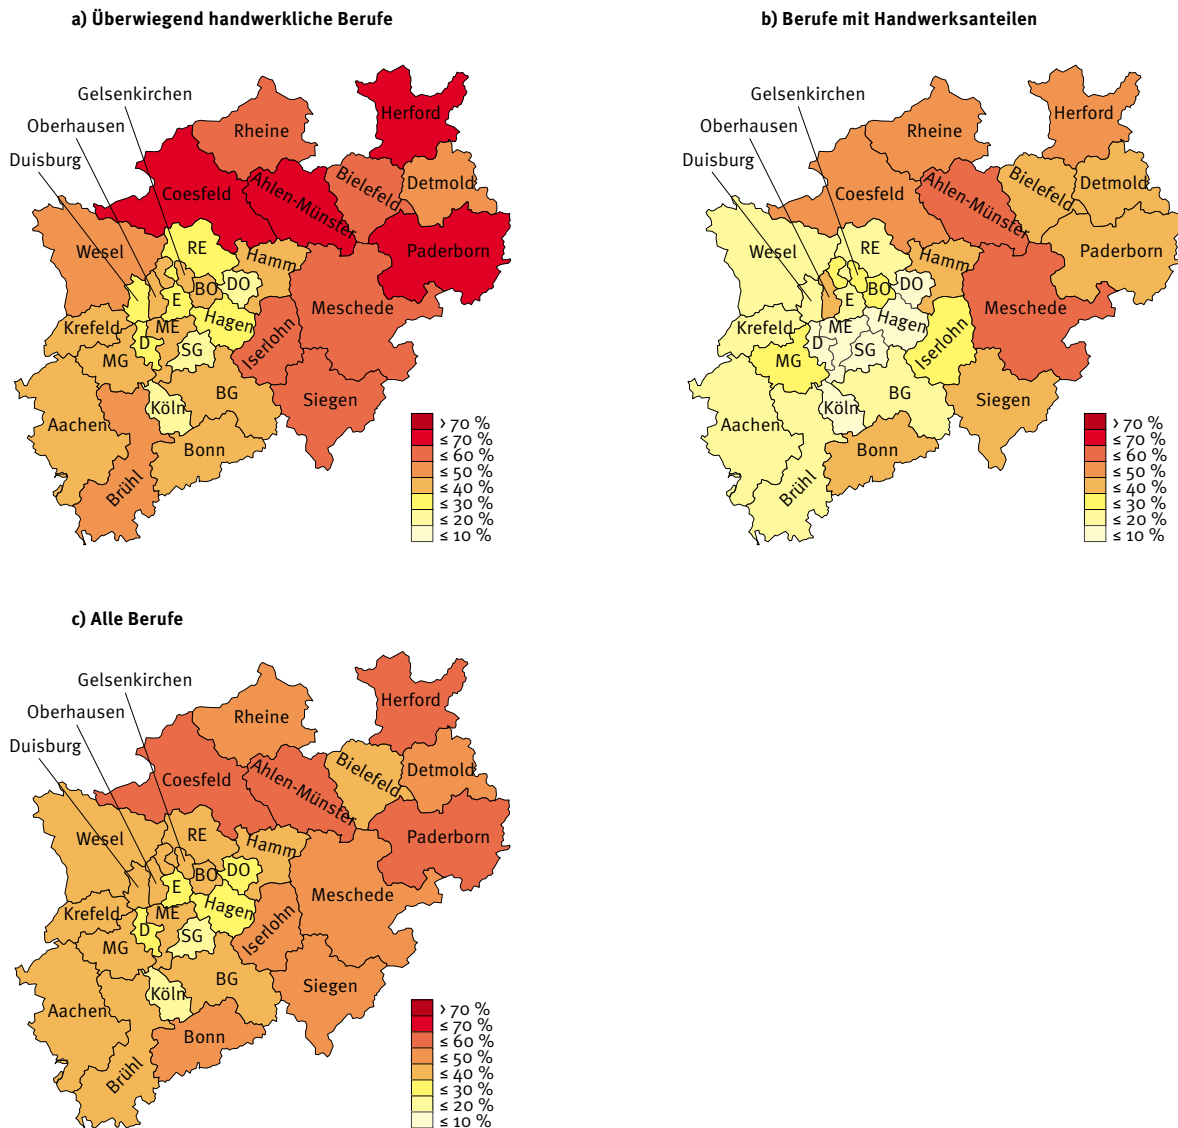 a) Überwiegend handwerkliche Berufe
Gelsenkirchen
Oberhausen
Duisburg
Herford
Rheine
Coesfeld
Ahlen-Münster
Bielefeld
Detmold
Wesel
RE
Hamm
Paderborn
E
BO
DO
Meschede
Krefeld
ME
Hagen
D
MG
SG
Iserlohn
Köln
BG
Siegen
Aachen
Bonn
Brühl
> 70 %
≤ 70 %
≤ 60 %
≤ 50 %
≤ 40 %
≤ 30 %
≤ 20 %
≤ 10 %
b) Berufe mit Handwerksanteilen
Gelsenkirchen
Oberhausen
Duisburg
Herford
Rheine
Coesfeld
Ahlen-Münster
Bielefeld
Detmold
Wesel
RE
Hamm
Paderborn
E
BO
DO
Meschede
Krefeld
ME
Hagen
D
MG
SG
Iserlohn
Köln
BG
Siegen
Aachen
Bonn
Brühl
> 70 %
≤ 70 %
≤ 60 %
≤ 50 %
≤ 40 %
≤ 30 %
≤ 20 %
≤ 10 %
c) Alle Berufe
Gelsenkirchen
Oberhausen
Duisburg
Herford
Rheine
Coesfeld
Ahlen-Münster
Bielefeld
Detmold
Wesel
RE
Hamm
Paderborn
E
BO
DO
Meschede
Krefeld
ME
Hagen
D
MG
SG
Iserlohn
Köln
BG
Siegen
Aachen
Bonn
Brühl
> 70 %
≤ 70 %
≤ 60 %
≤ 50 %
≤ 40 %
≤ 30 %
≤ 20 %
≤ 10 %